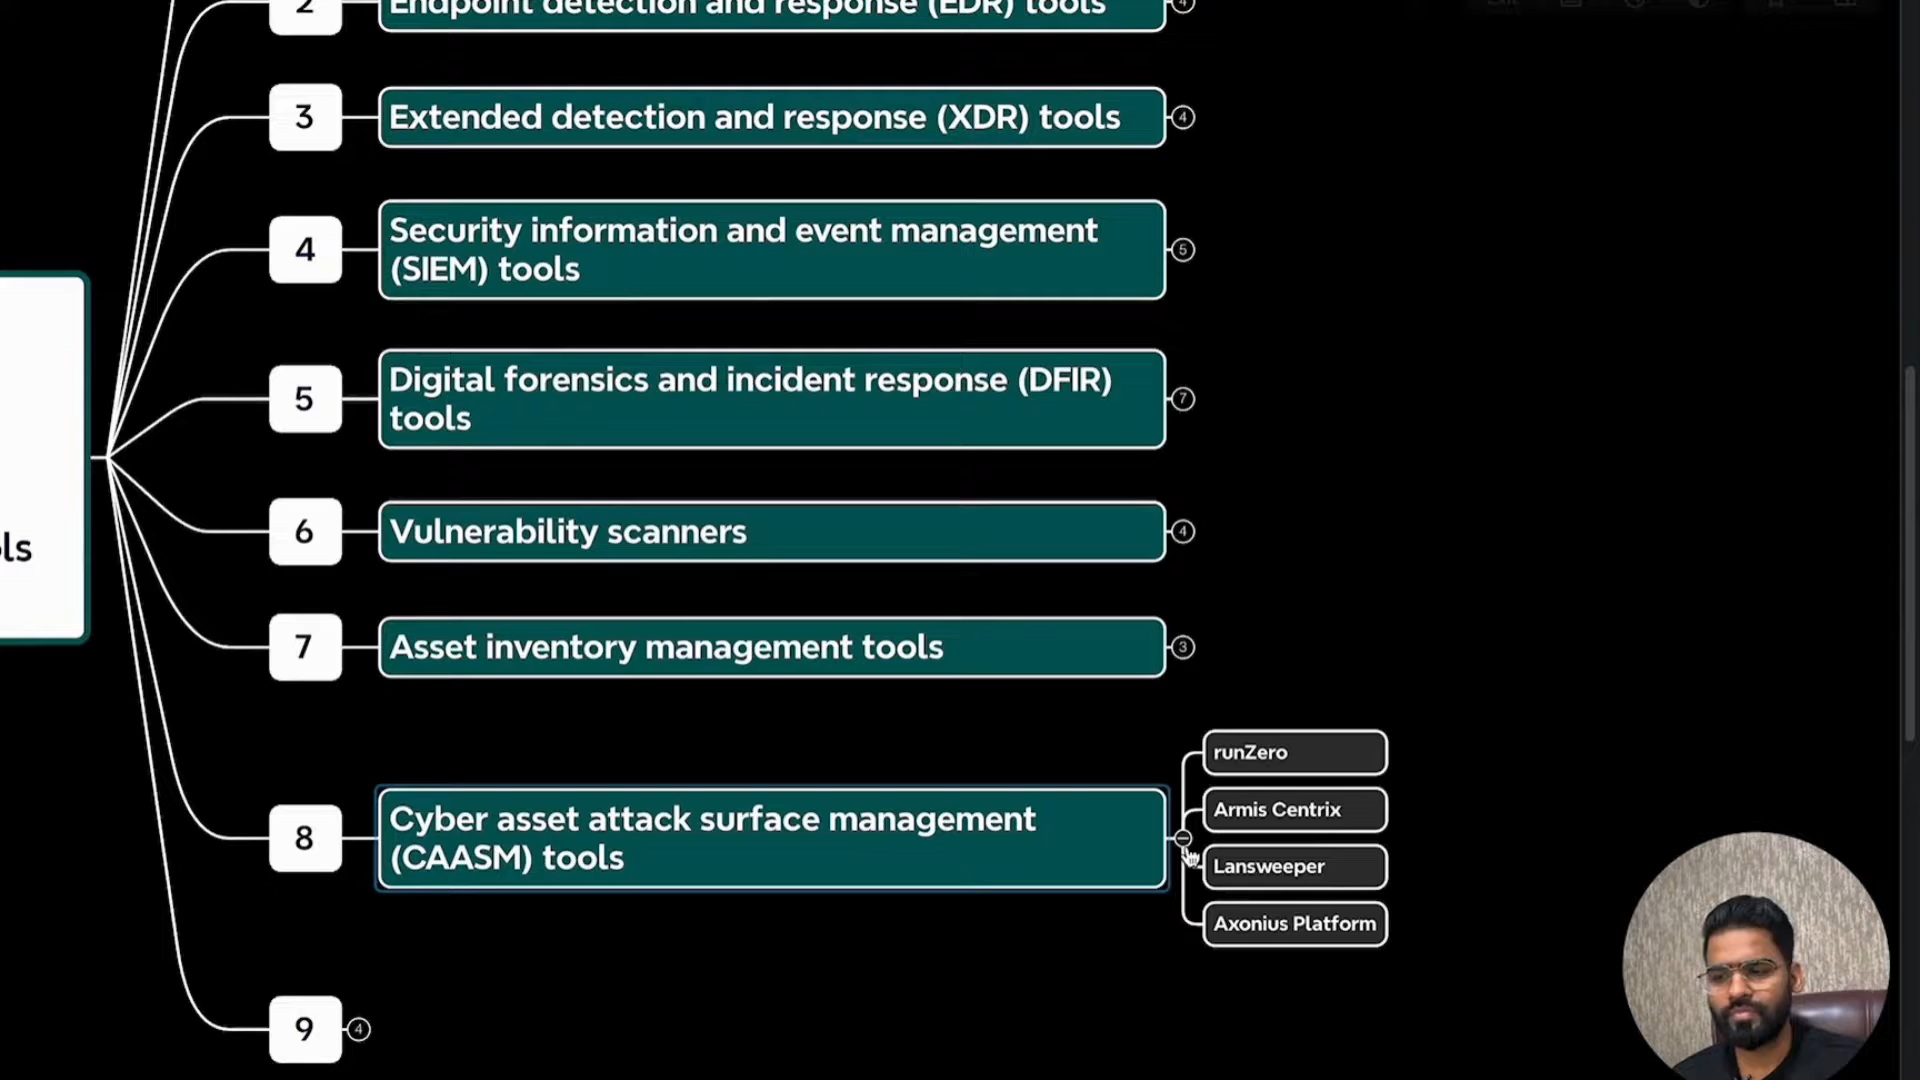 2
Endpoint detection and response (EDR) tools
4
3
Extended detection and response (XDR) tools
4
4
Security information and event management
(SIEM) tools
5
5
Digital forensics and incident response (DFIR)
tools
7
ls
6
Vulnerability scanners
4
7
Asset inventory management tools
3
8
Cyber asset attack surface management
(CAASM) tools
runZero
Armis Centrix
Lansweeper
Axonius Platform
9
4